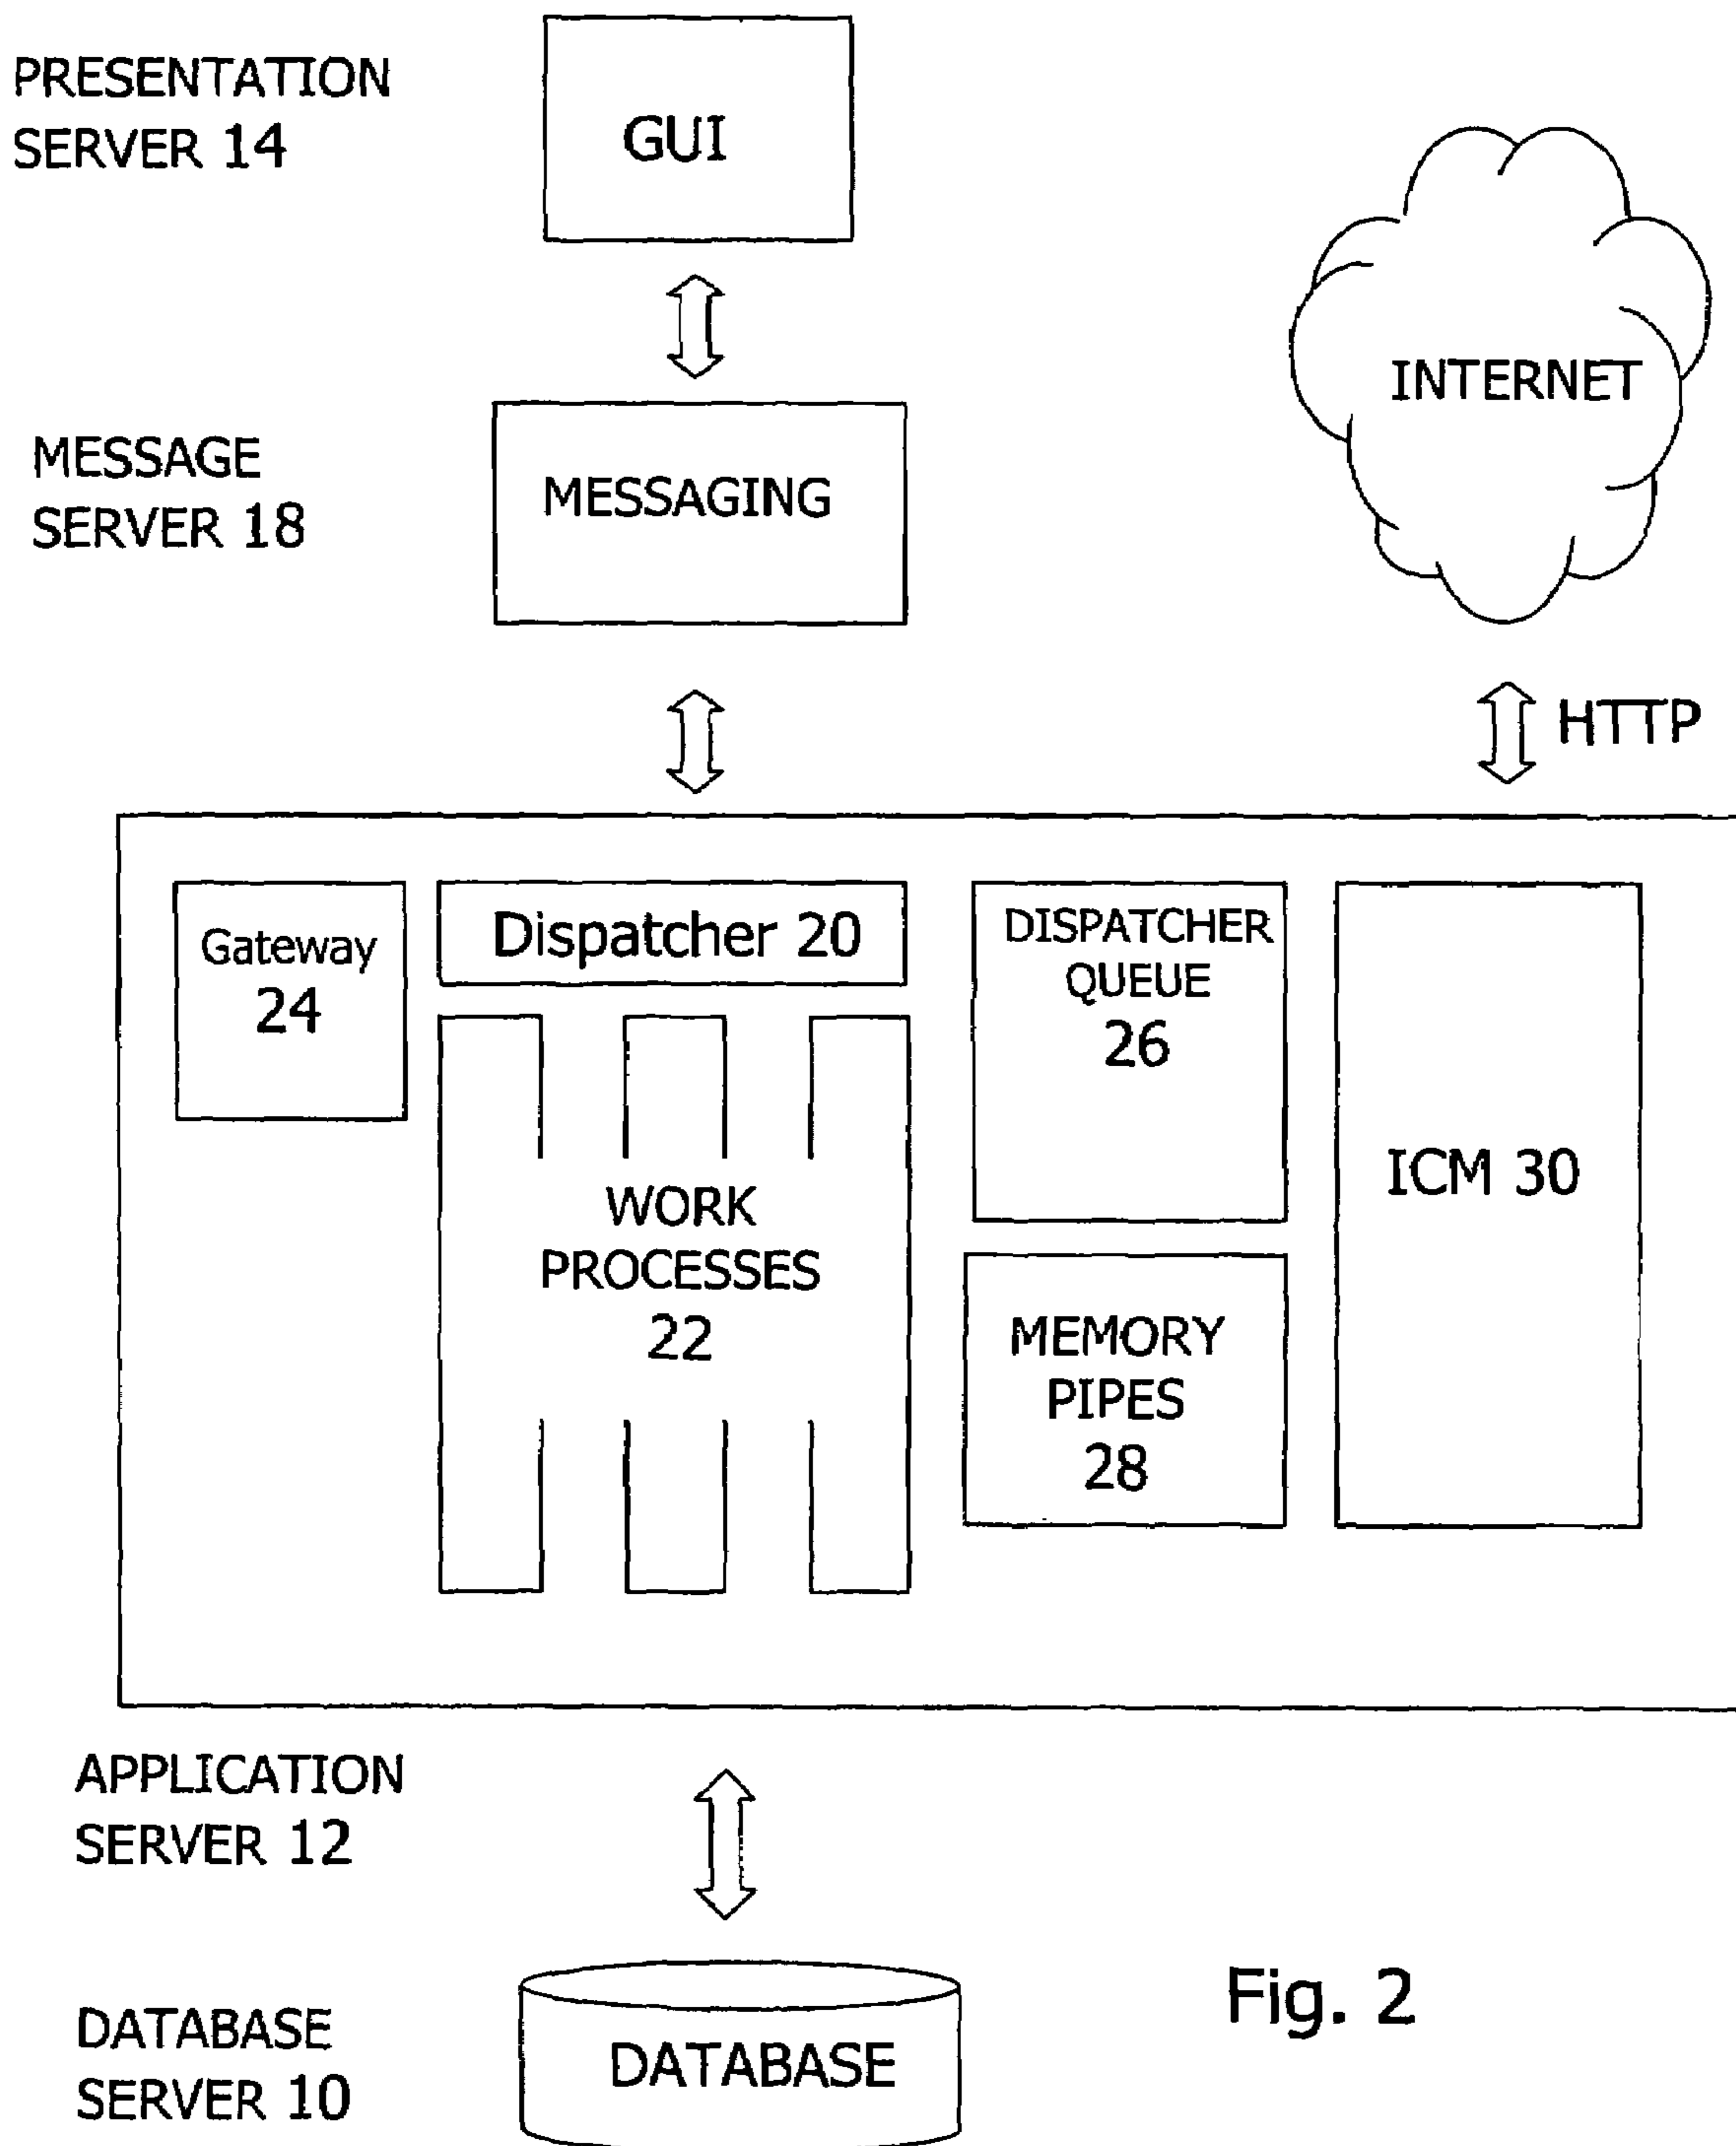 PRESENTATION
SERVER 14
GUI
INTERNET
MESSAGE
SERVER 18
MESSAGING
HTTP
Gateway
24
Dispatcher 20
DISPATCHER
QUEUE
26
ICM 30
WORK
PROCESSES
22
MEMORY
PIPES
28
APPLICATION
SERVER 12
DATABASE
SERVER 10
DATABASE
Fig. 2